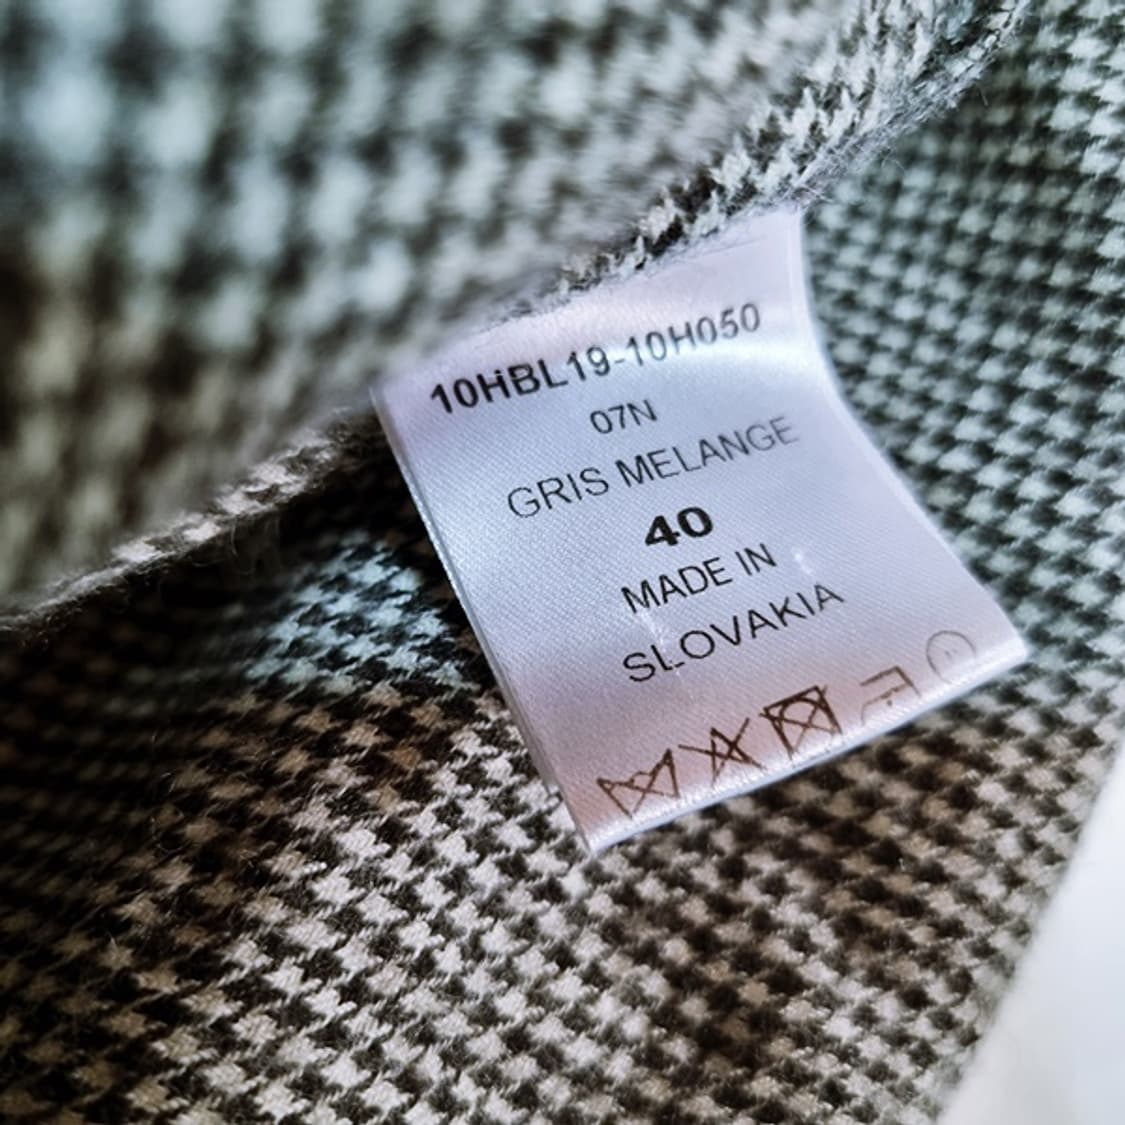 10HBL19-10H050
07N
GRIS MELANGE
40
MADE IN
SLOVAKIA